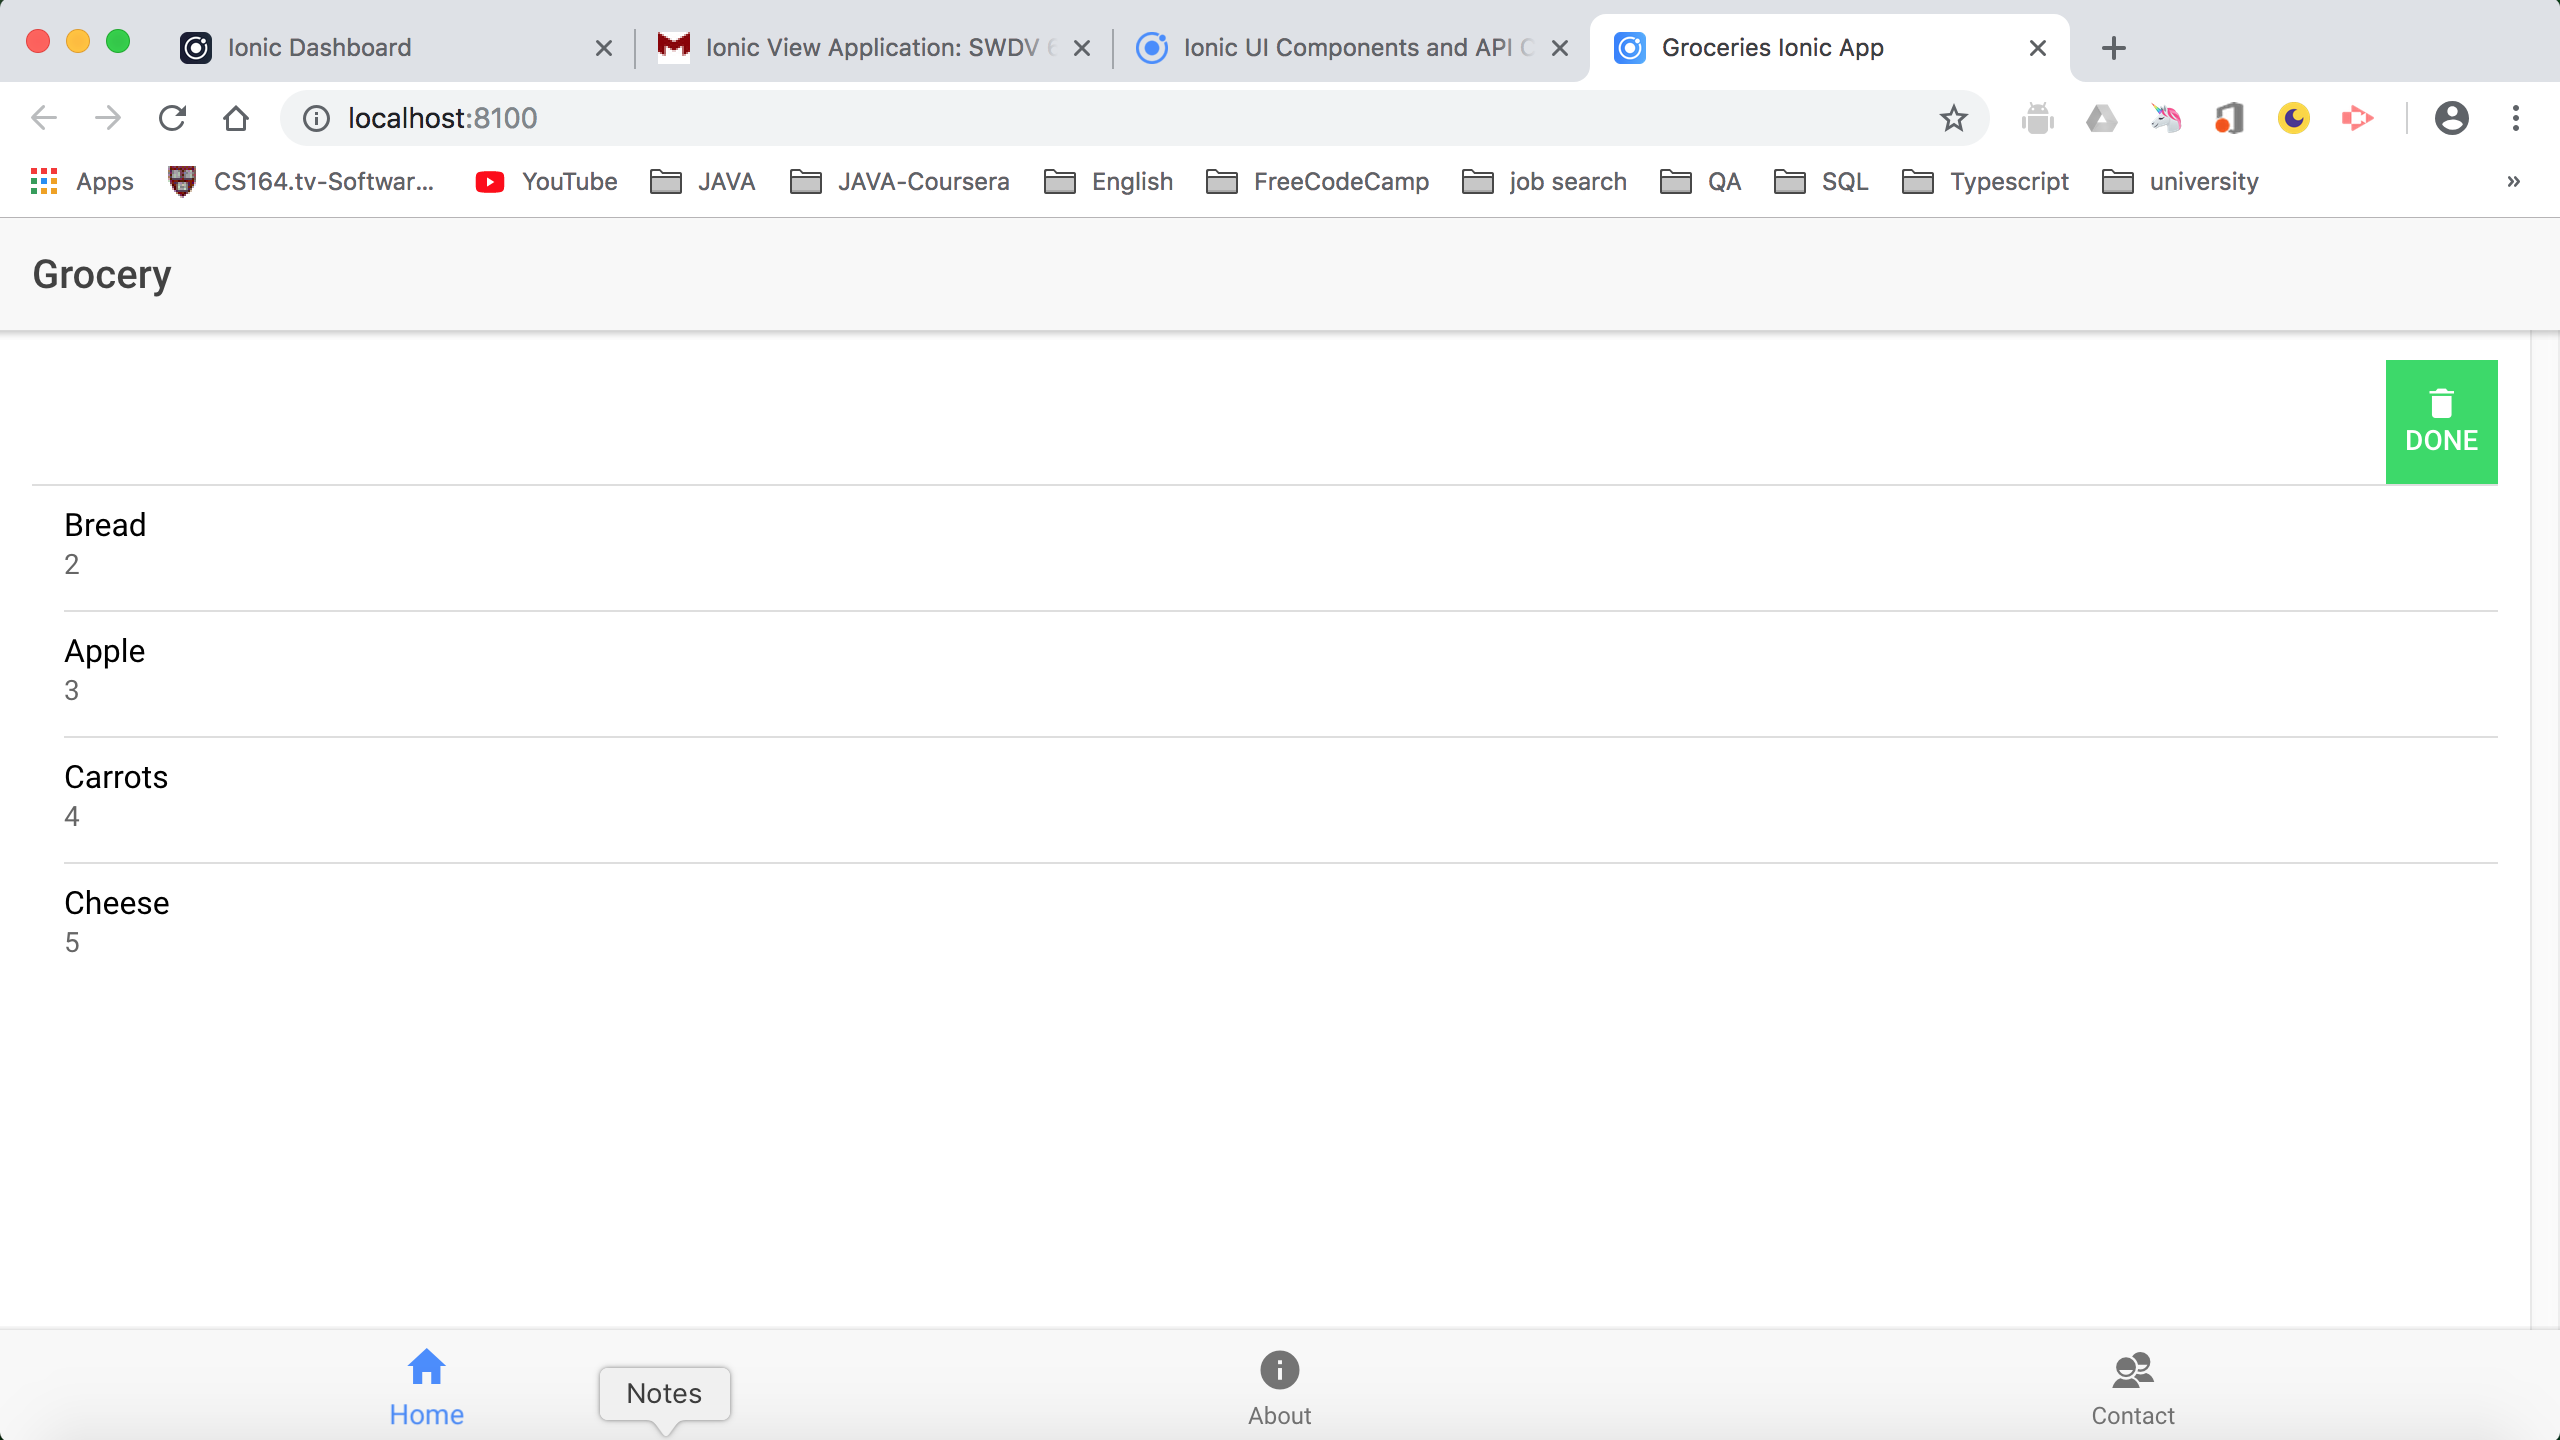 Ionic Dashboard
Ionic View Application: SWDV
Ionic UI Components and API
Groceries Ionic App
localhost:8100
Apps
CS164.tv-Softwar...
YouTube
JAVA
JAVA-Coursera
English
FreeCodeCamp
job search
QA
SQL
Typescript
university
Grocery
DONE
Bread
2
Apple
3
Carrots
4
Cheese
5
Home
Notes
About
Contact